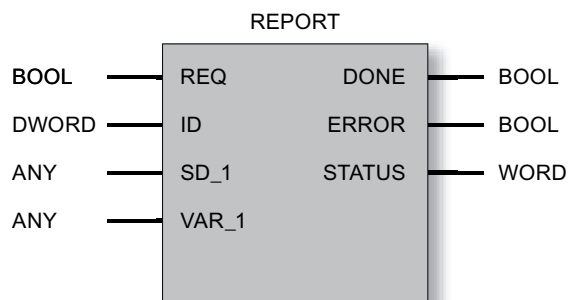 REPORT
BOOL REQ DONE BOOL
DWORD ID ERROR BOOL
ANY SD_1 STATUS WORD
ANY VAR_1